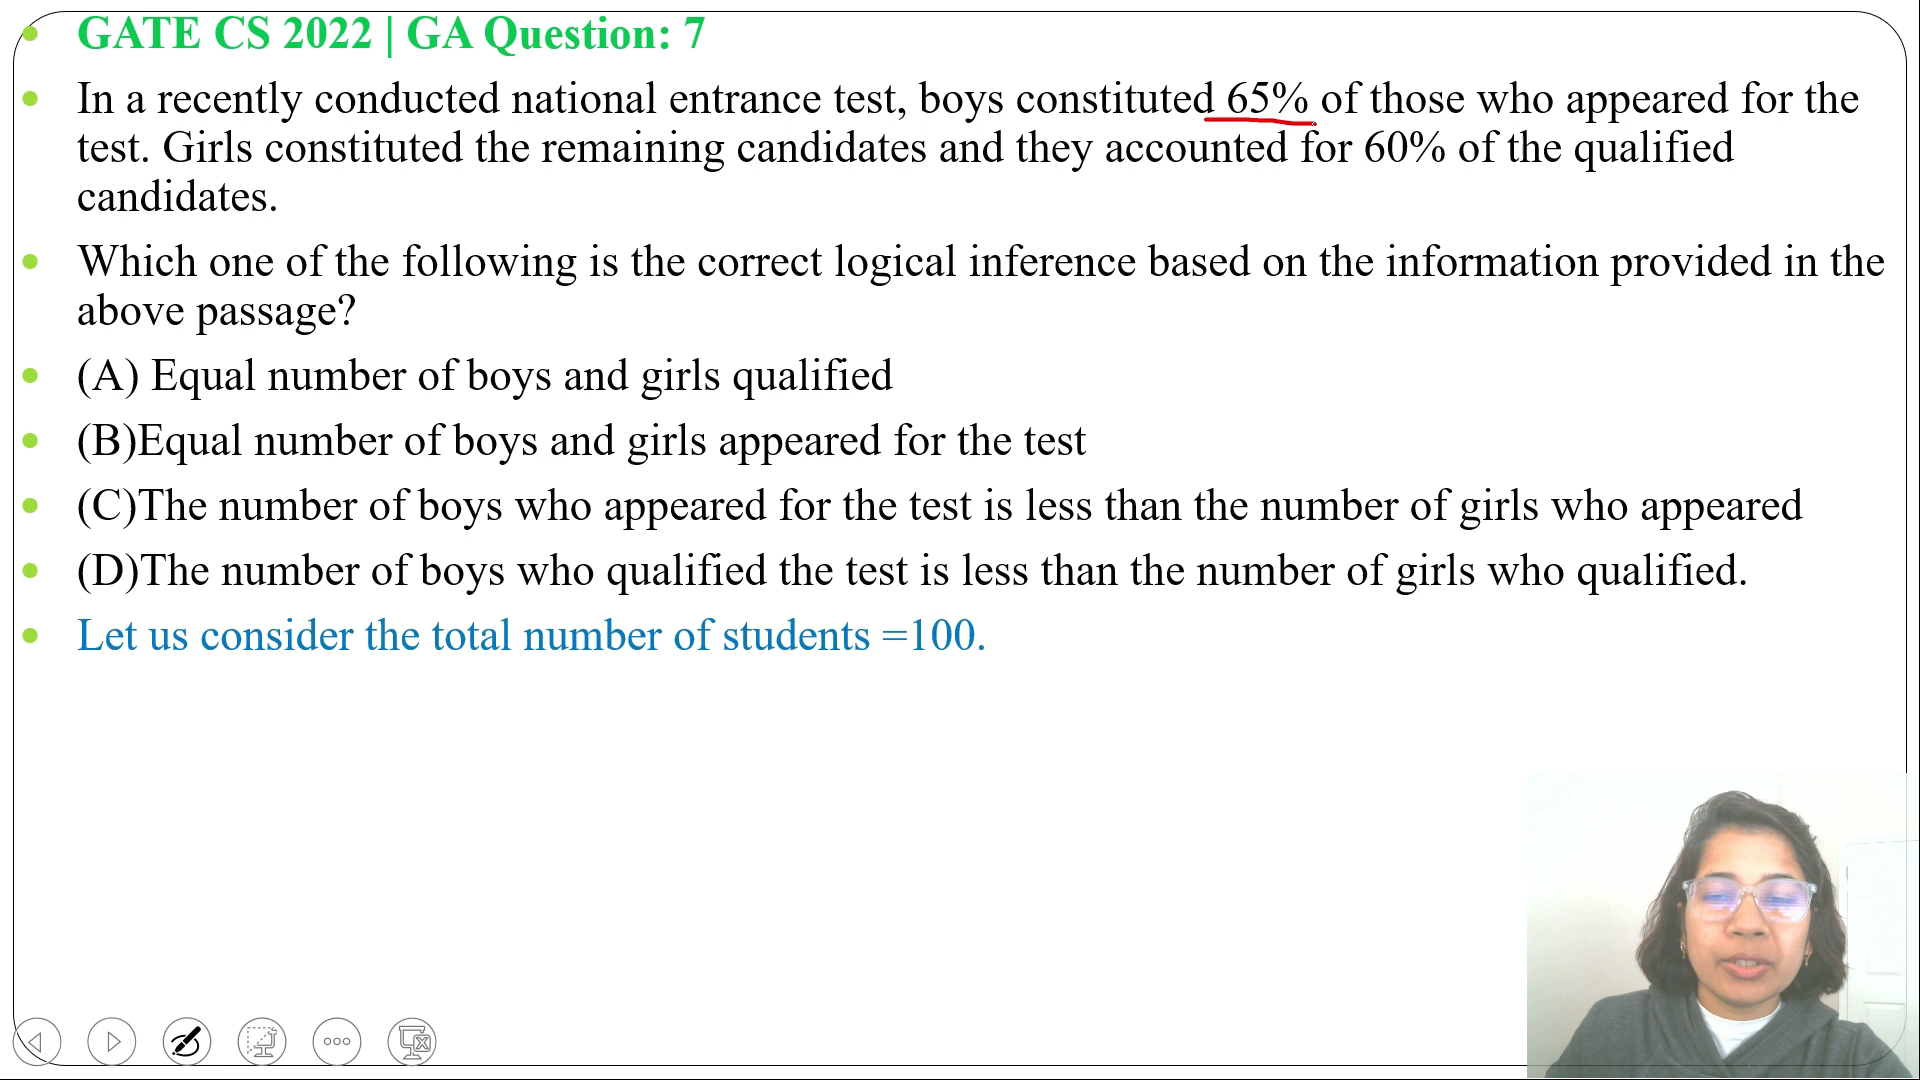 GATE CS 2022 | GA Question: 7
In a recently conducted national entrance test, boys constituted 65% of those who appeared for the
test. Girls constituted the remaining candidates and they accounted for 60% of the qualified
candidates.
Which one of the following is the correct logical inference based on the information provided in the
above passage?
(A) Equal number of boys and girls qualified
(B)Equal number of boys and girls appeared for the test
(C)The number of boys who appeared for the test is less than the number of girls who appeared
(D)The number of boys who qualified the test is less than the number of girls who qualified.
Let us consider the total number of students =100.